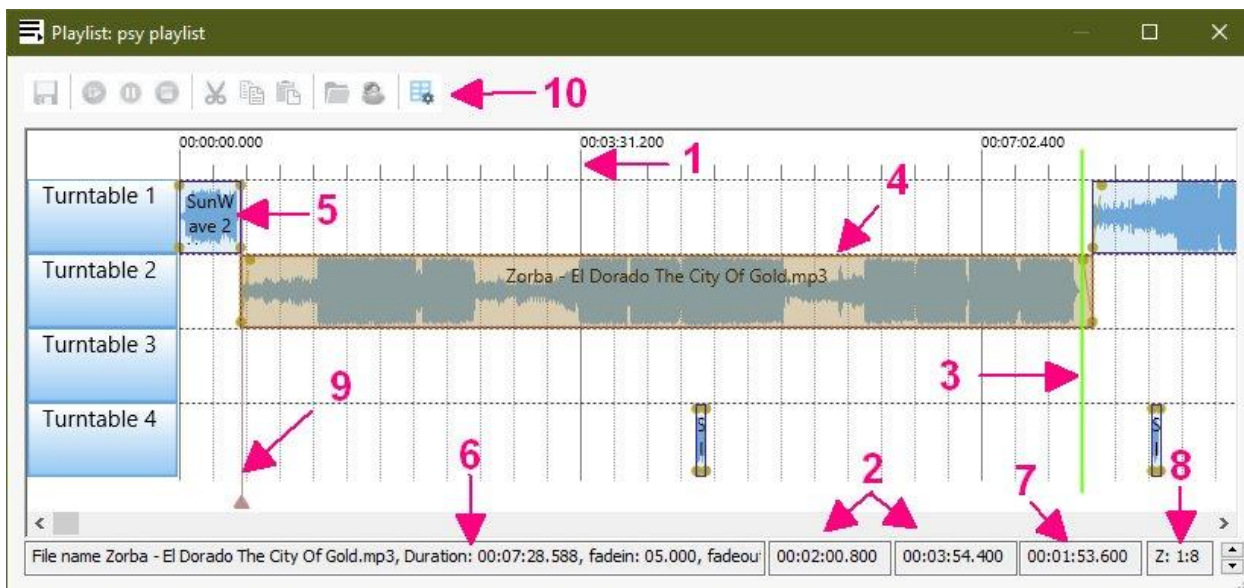 Playlist: psy playlist
10
00:00:00.000 00:03:31.200 00:07:02.400
1
4
Turntable 1
SunW
ave 2
5
Turntable 2
Zorba - El Dorado The City Of Gold.mp3
Turntable 3
3
9
Turntable 4
S
I
S
I
6
2
7
8
File name Zorba - El Dorado The City Of Gold.mp3, Duration: 00:07:28.588, fadein: 05.000, fadeou
00:02:00.800 00:03:54.400 00:01:53.600 Z: 1:8